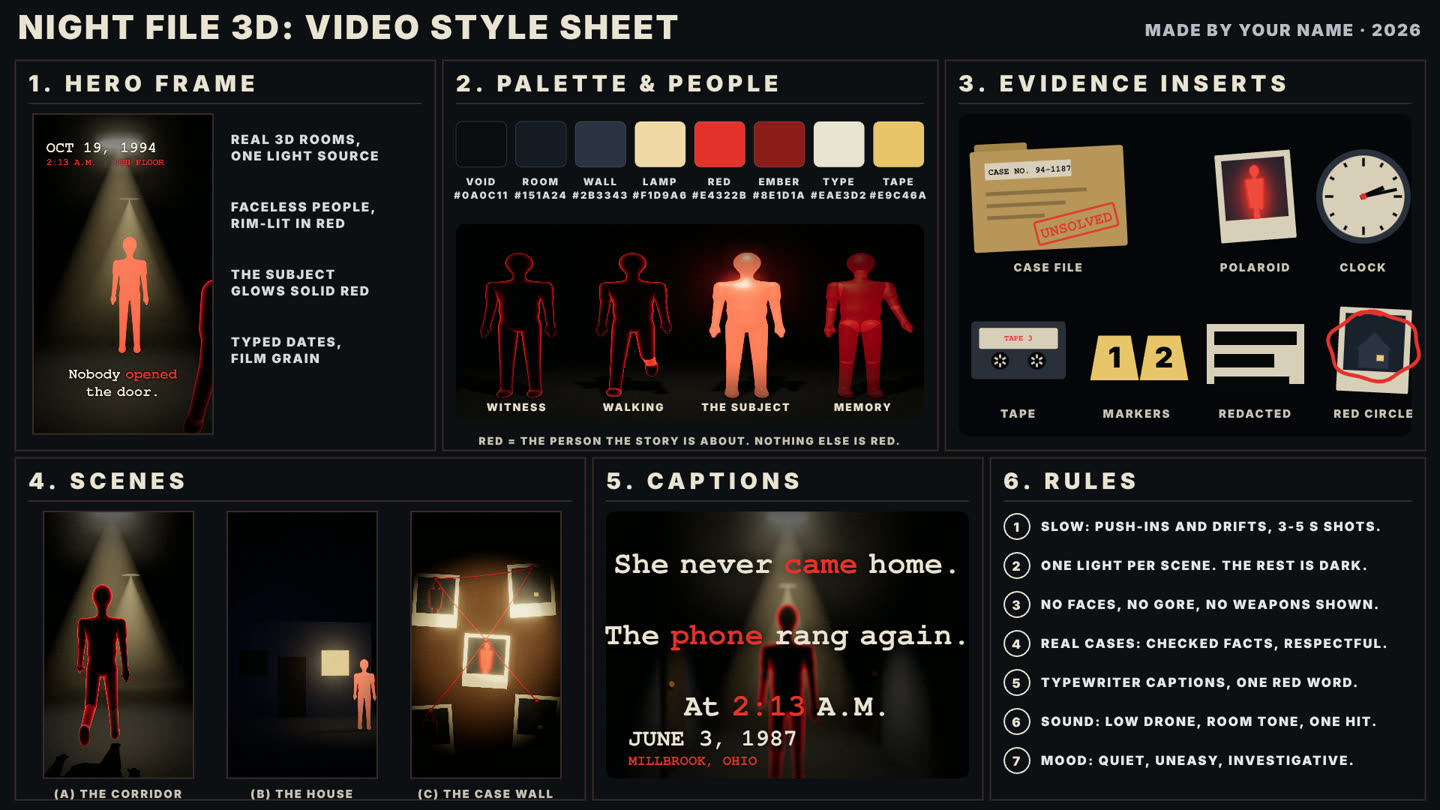 NIGHT FILE 3D: VIDEO STYLE SHEET
MADE BY YOUR NAME · 2026
1. HERO FRAME
OCT 19, 1994
2:13 A.M. 4TH FLOOR
Nobody opened
the door.
REAL 3D ROOMS,
ONE LIGHT SOURCE
FACELESS PEOPLE,
RIM-LIT IN RED
THE SUBJECT
GLOWS SOLID RED
TYPED DATES,
FILM GRAIN
2. PALETTE & PEOPLE
VOID ROOM WALL LAMP RED EMBER TYPE TAPE
#0A0C11 #151A24 #2B3343 #F1D9A6 #E4322B #8E1D1A #EAE3D2 #E9C46A
WITNESS WALKING THE SUBJECT MEMORY
RED = THE PERSON THE STORY IS ABOUT. NOTHING ELSE IS RED.
3. EVIDENCE INSERTS
CASE NO. 94-1187
UNSOLVED
CASE FILE POLAROID CLOCK
TAPE 3
1 2
TAPE MARKERS REDACTED RED CIRCLE
4. SCENES
(A) THE CORRIDOR (B) THE HOUSE (C) THE CASE WALL
5. CAPTIONS
She never came home.
The phone rang again.
At 2:13 A.M.
JUNE 3, 1987
MILLBROOK, OHIO
6. RULES
1 SLOW: PUSH-INS AND DRIFTS, 3-5 S SHOTS.
2 ONE LIGHT PER SCENE. THE REST IS DARK.
3 NO FACES, NO GORE, NO WEAPONS SHOWN.
4 REAL CASES: CHECKED FACTS, RESPECTFUL.
5 TYPEWRITER CAPTIONS, ONE RED WORD.
6 SOUND: LOW DRONE, ROOM TONE, ONE HIT.
7 MOOD: QUIET, UNEASY, INVESTIGATIVE.